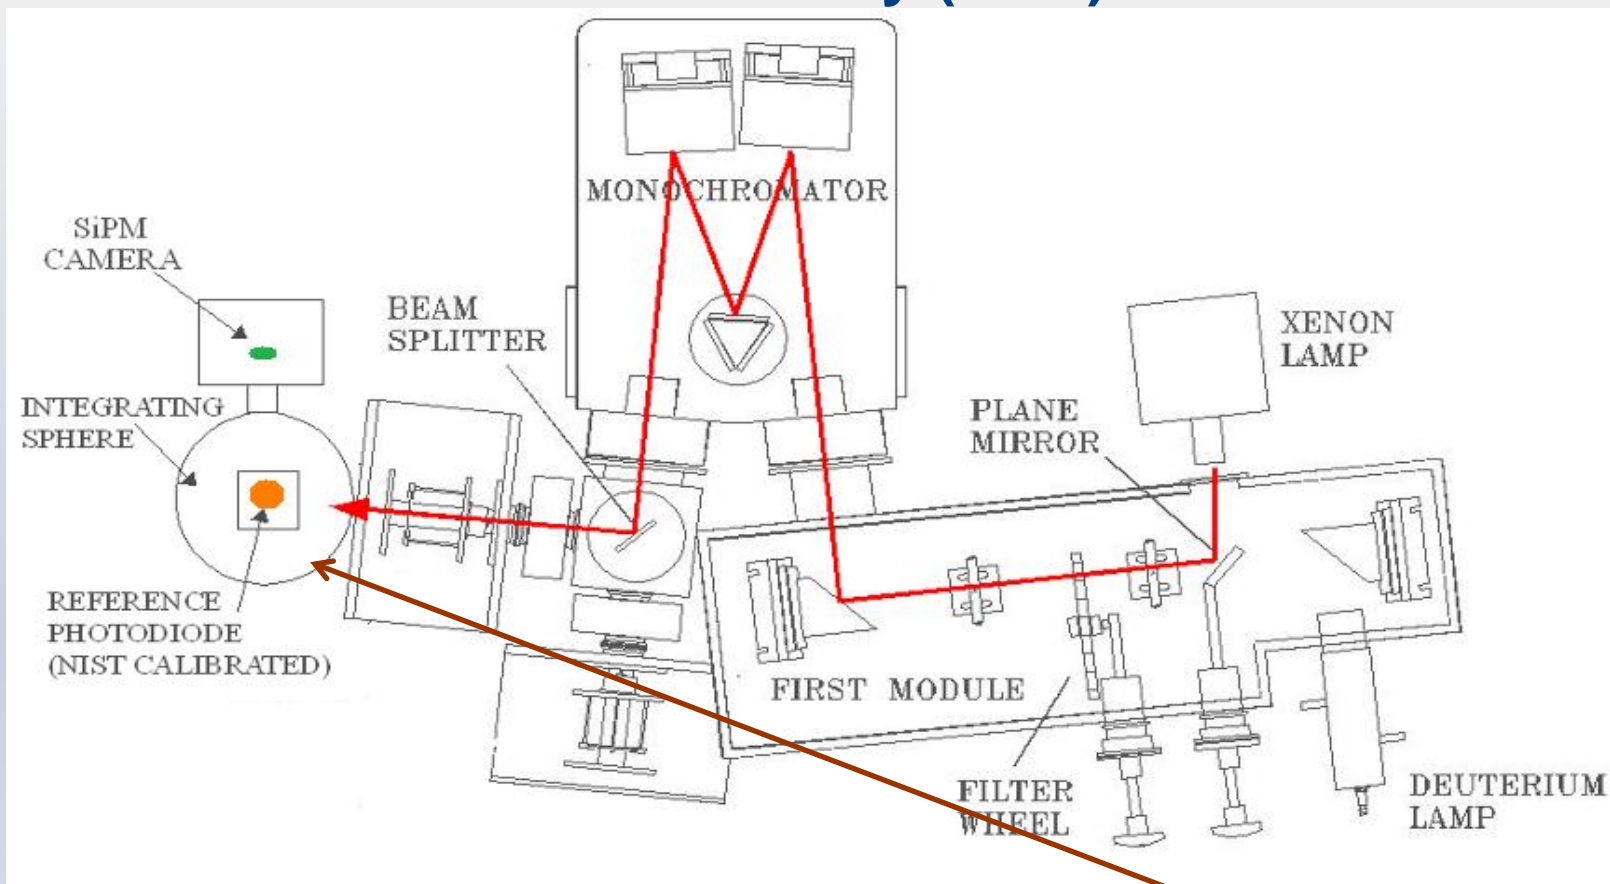 MONOCHROMATOR
SiPM
CAMERA
BEAM
SPLITTER
XENON
LAMP
INTEGRATING
SPHERE
PLANE
MIRROR
REFERENCE
PHOTODIODE
(NIST CALIBRATED)
FIRST MODULE
FILTER
WHEEL
DEUTERIUM
LAMP